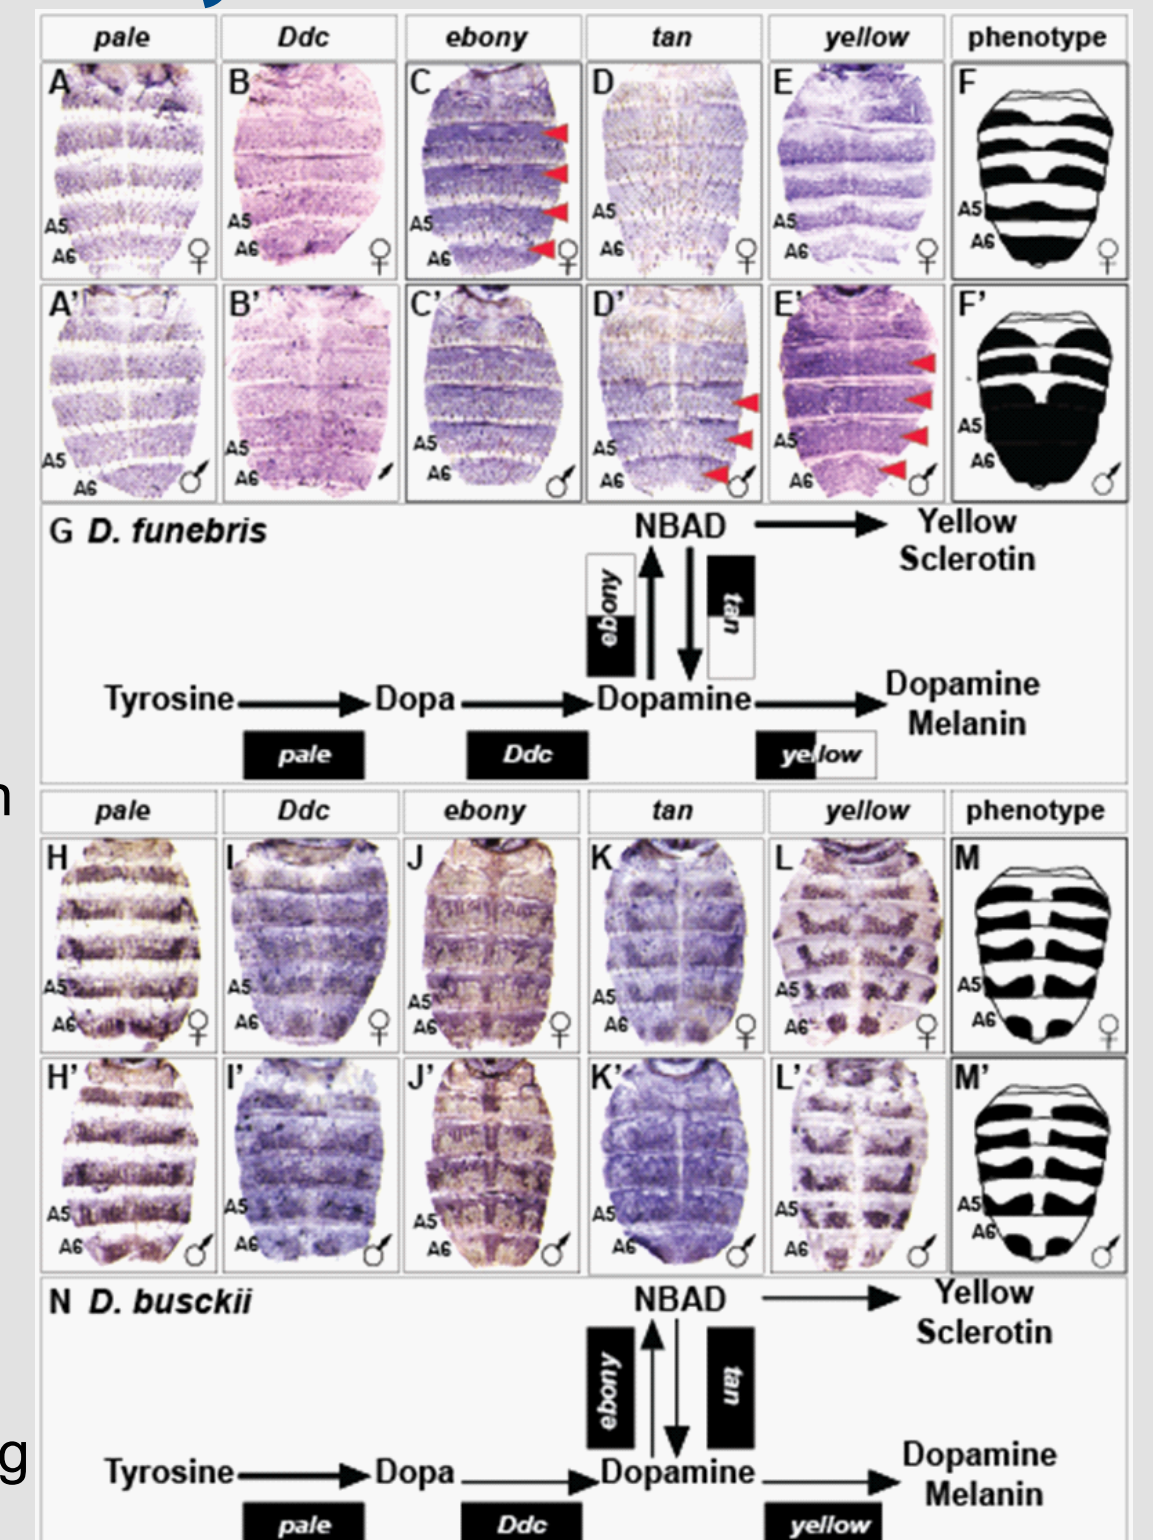 pale Ddc ebony tan yellow phenotype
A B C D E F
A5 A5 A5 A5 A5 A5
A6 ♀ A6 ♀ A6 ♀ A6 ♀ A6 ♀ A6 ♀
A' B' C' D' E' F'
A5 A5 A5 A5 A5 A5
A6 ♂ A6 A6 ♂ A6 ♂ A6 ♂ A6 ♂
G D. funebris
NBAD
Yellow
Sclerotin
ebony
tan
Tyrosine Dopa Dopamine
Dopamine
Melanin
pale Ddc yellow
pale Ddc ebony tan yellow phenotype
H I J K L M
A5 A5 A5 A5 A5 A5
A6 ♀ A6 ♀ A6 ♀ A6 ♀ A6 ♀ A6 ♀
H' I' J' K' L' M'
A5 A5 A5 A5 A5 A5
A6 ♂ A6 ♂ A6 ♂ A6 ♂ A6 ♂ A6 ♂
N D. busckii
NBAD
Yellow
Sclerotin
ebony
tan
Tyrosine Dopa Dopamine
Dopamine
Melanin
pale Ddc yellow